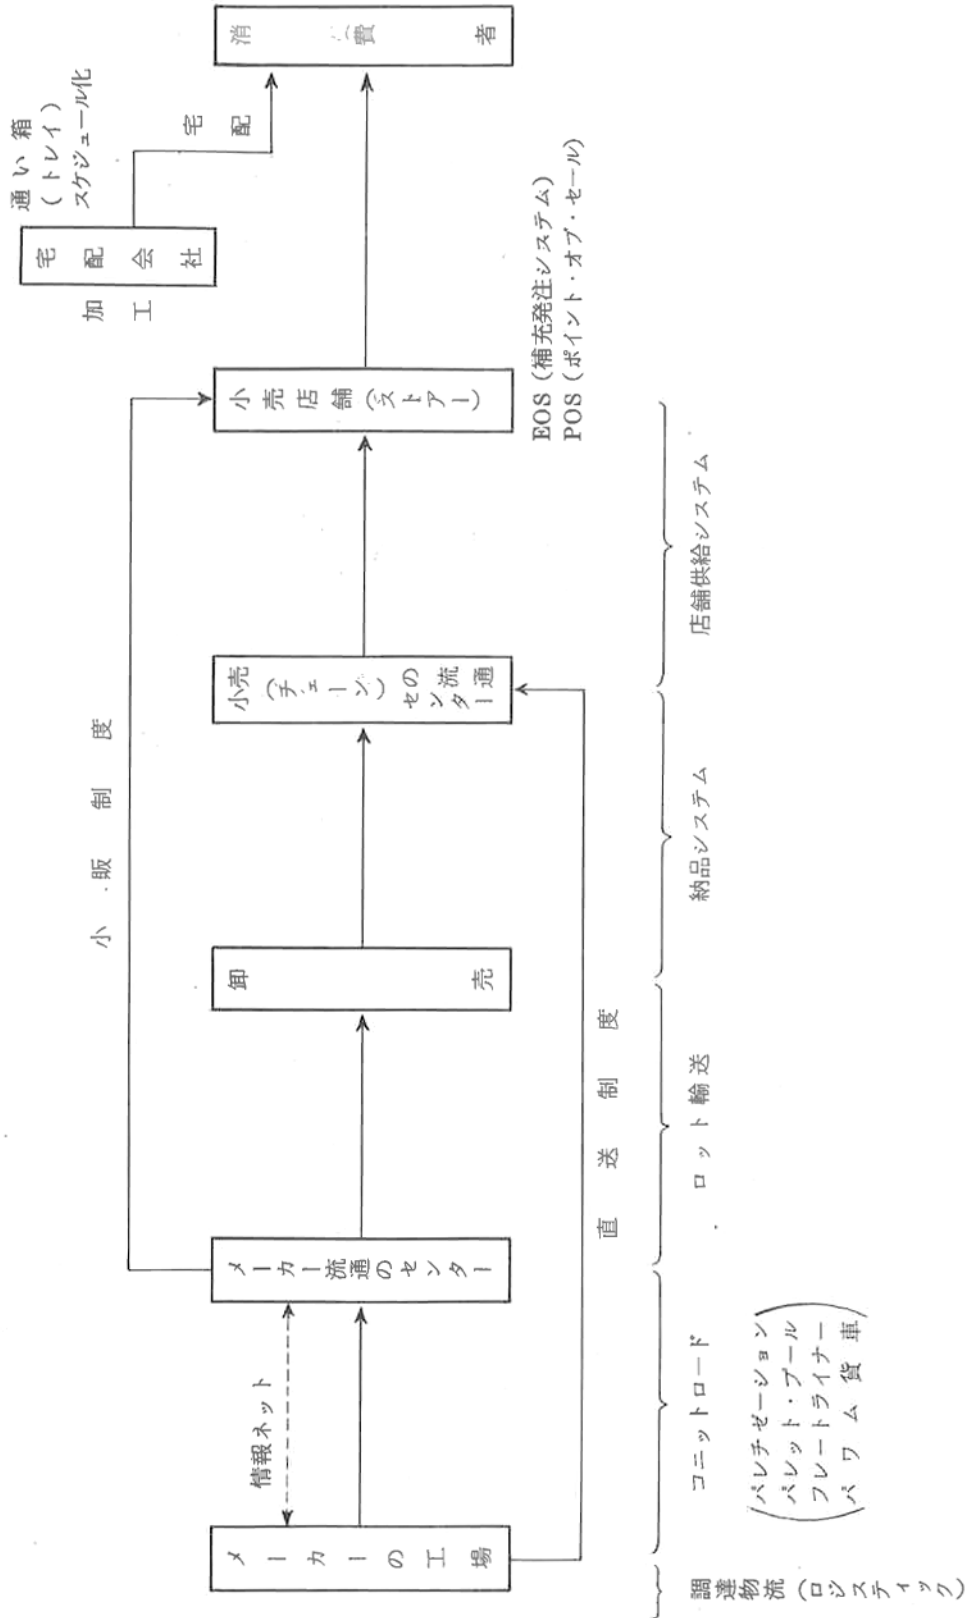 メーカーの工場
情報ネット
メーカー流通のセンター
卸売
小売
(チェーン)
の流通
センター
小売店舗(ストアー)
消費者
小販制度
直送制度
宅配会社
加工
通い箱
(トレイ)
スケジュール化
宅配
EOS(補充発注システム)
POS(ポイント・オブ・セール)
調達物流(ロジスティック)
ユニットロード
パレチゼーション
パレット・プール
フレートライナー
パワム貨車
ロット輸送
納品システム
店舗供給システム